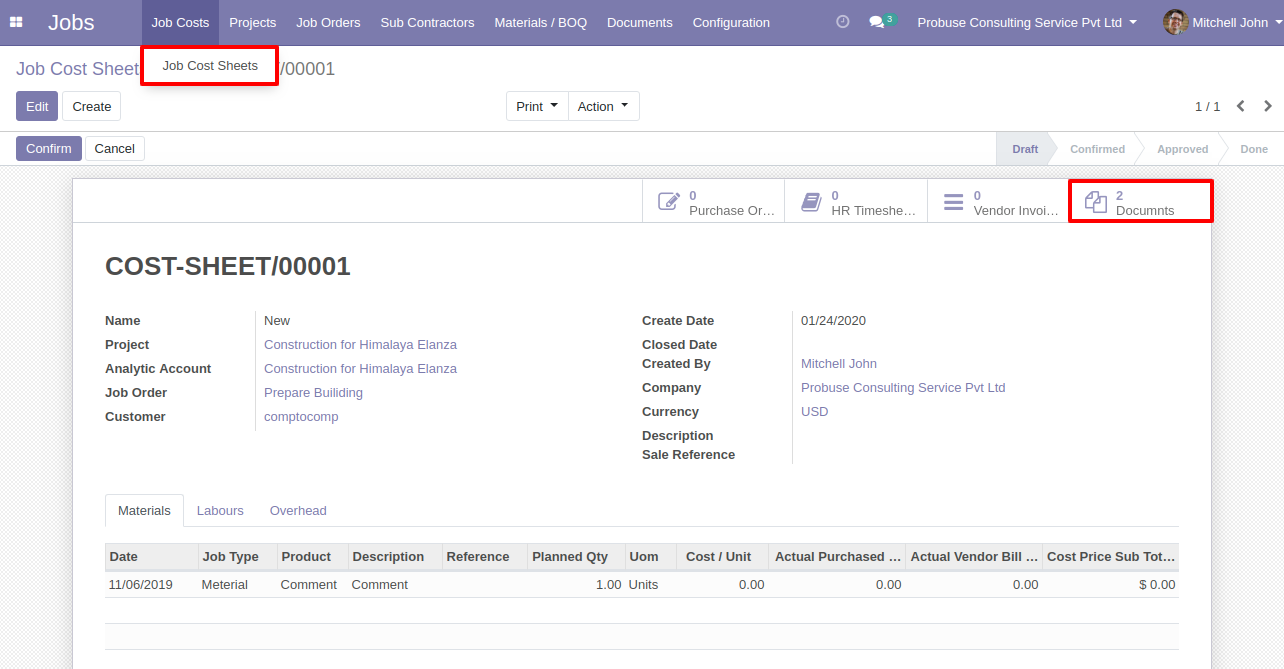 Jobs Job Costs Projects Job Orders Sub Contractors Materials / BOQ Documents Configuration 3 Probuse Consulting Service Pvt Ltd Mitchell John
Job Cost Sheet Job Cost Sheets /00001
Edit Create Print Action 1 / 1
Confirm Cancel Draft Confirmed Approved Done
0 0 0 2
Purchase Or... HR Timeshe... Vendor Invoi... Documnts
COST-SHEET/00001
Name New Create Date 01/24/2020
Project Construction for Himalaya Elanza Closed Date
Analytic Account Construction for Himalaya Elanza Created By Mitchell John
Job Order Prepare Builiding Company Probuse Consulting Service Pvt Ltd
Customer comptocomp Currency USD
Description
Sale Reference
Materials Labours Overhead
Date Job Type Product Description Reference Planned Qty Uom Cost / Unit Actual Purchased ... Actual Vendor Bill ... Cost Price Sub Tot...
11/06/2019 Meterial Comment Comment 1.00 Units 0.00 0.00 0.00 $ 0.00